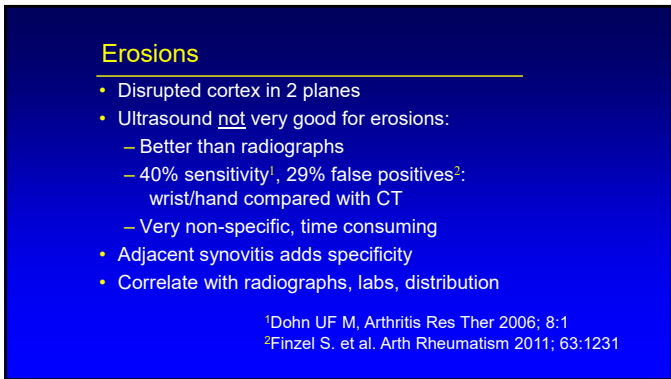 Erosions
• Disrupted cortex in 2 planes
• Ultrasound not very good for erosions:
– Better than radiographs
– 40% sensitivity¹, 29% false positives²:
wrist/hand compared with CT
– Very non-specific, time consuming
• Adjacent synovitis adds specificity
• Correlate with radiographs, labs, distribution
¹Dohn UF M, Arthritis Res Ther 2006; 8:1
²Finzel S. et al. Arth Rheumatism 2011; 63:1231